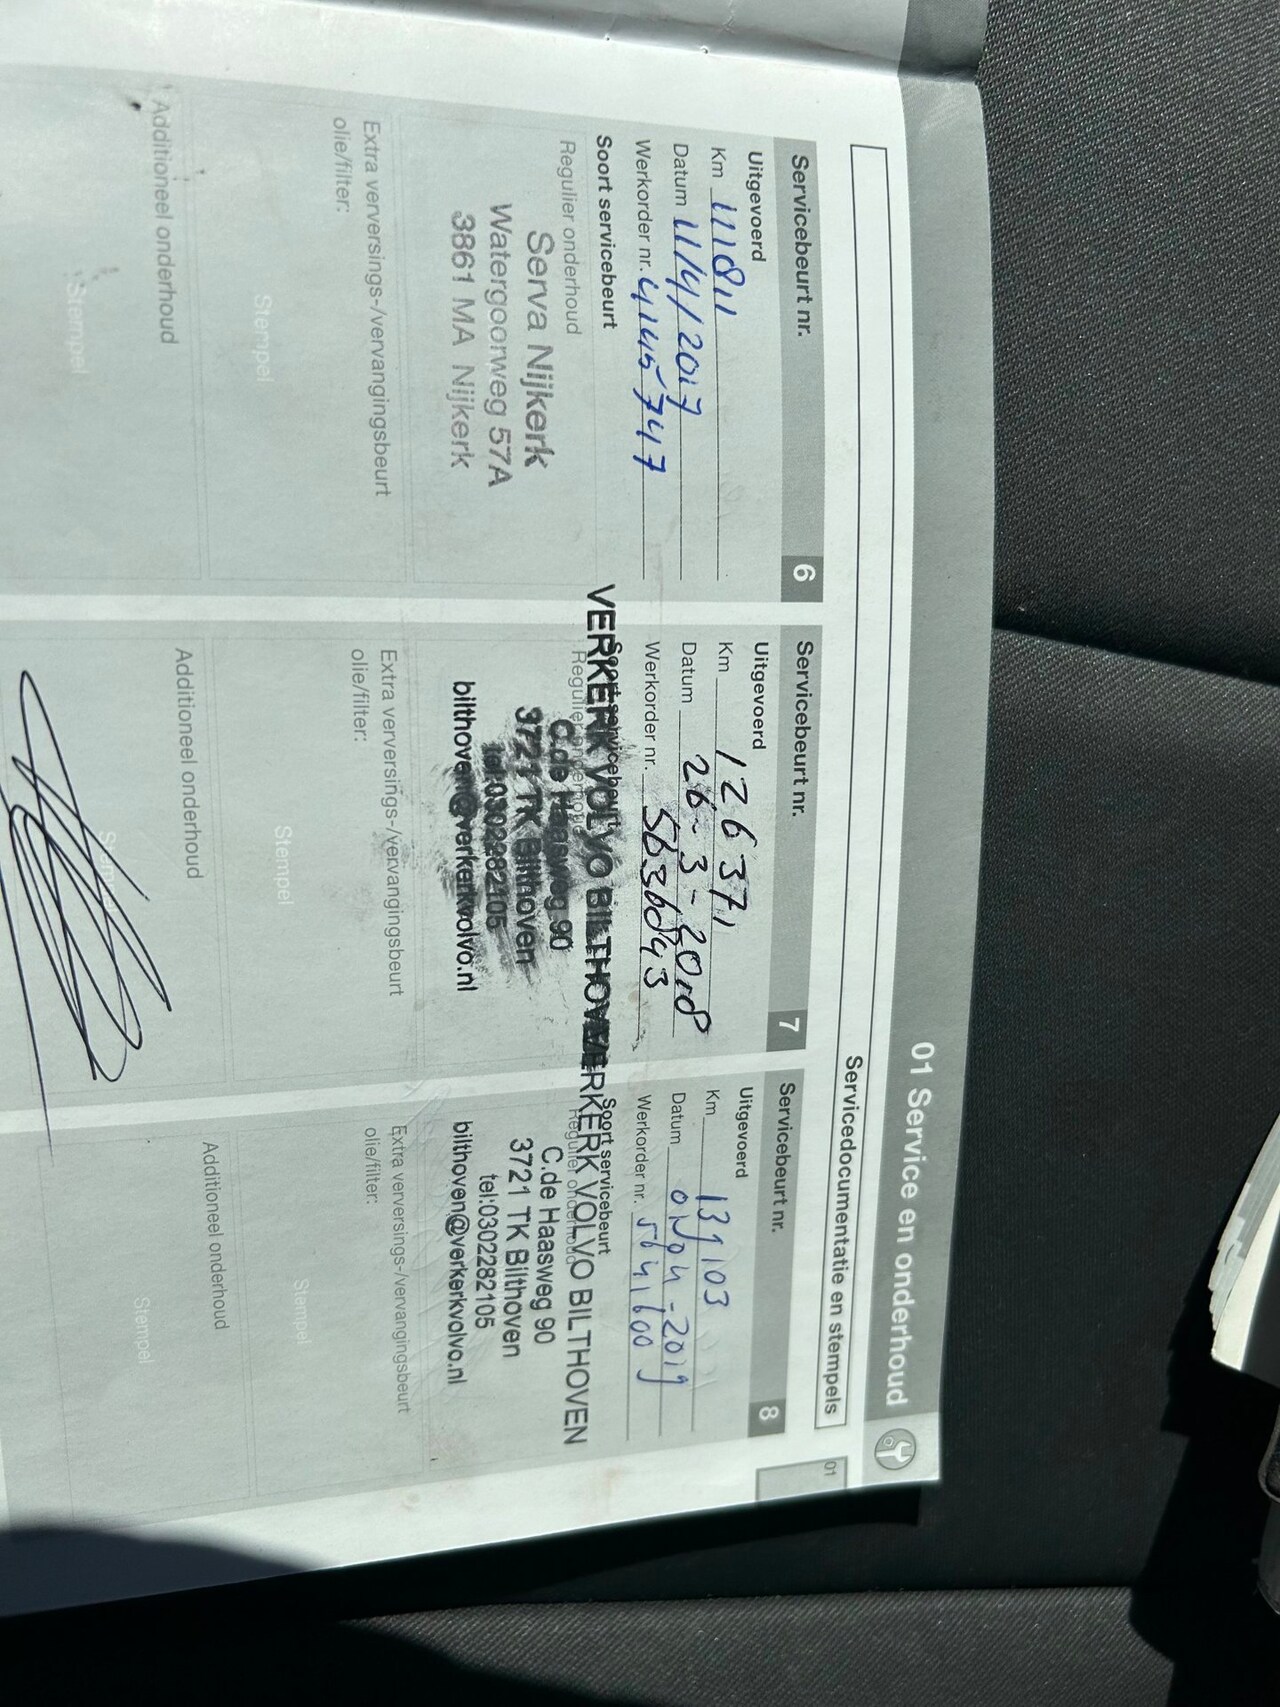 01 Service en onderhoud
Servicedocumentatie en stempels
01
Servicebeurt nr. 6
Uitgevoerd
Km 111811
Datum 11/4/2017
Werkorder nr. 4145747
Soort servicebeurt
Regulier onderhoud
Serva Nijkerk
Watergoorweg 57A
3861 MA Nijkerk
Extra verversings-/vervangingsbeurt
olie/filter:
Stempel
Additioneel onderhoud
Stempel
Servicebeurt nr. 7
Uitgevoerd
Km 126371
Datum 26-3-2018
Werkorder nr.
Soort servicebeurt
Regulier onderhoud
VERKERK VOLVO BILTHOVEN
C.de Haasweg 90
3721 TK Bilthoven
tel:0302282105
bilthoven@verkerkvolvo.nl
Extra verversings-/vervangingsbeurt
olie/filter:
Stempel
Additioneel onderhoud
Stempel
Servicebeurt nr. 8
Uitgevoerd
Km
Datum
Werkorder nr. 5641600
Soort servicebeurt
Regulier onderhoud
VERKERK VOLVO BILTHOVEN
C.de Haasweg 90
3721 TK Bilthoven
tel:0302282105
bilthoven@verkerkvolvo.nl
Extra verversings-/vervangingsbeurt
olie/filter:
Stempel
Additioneel onderhoud
Stempel